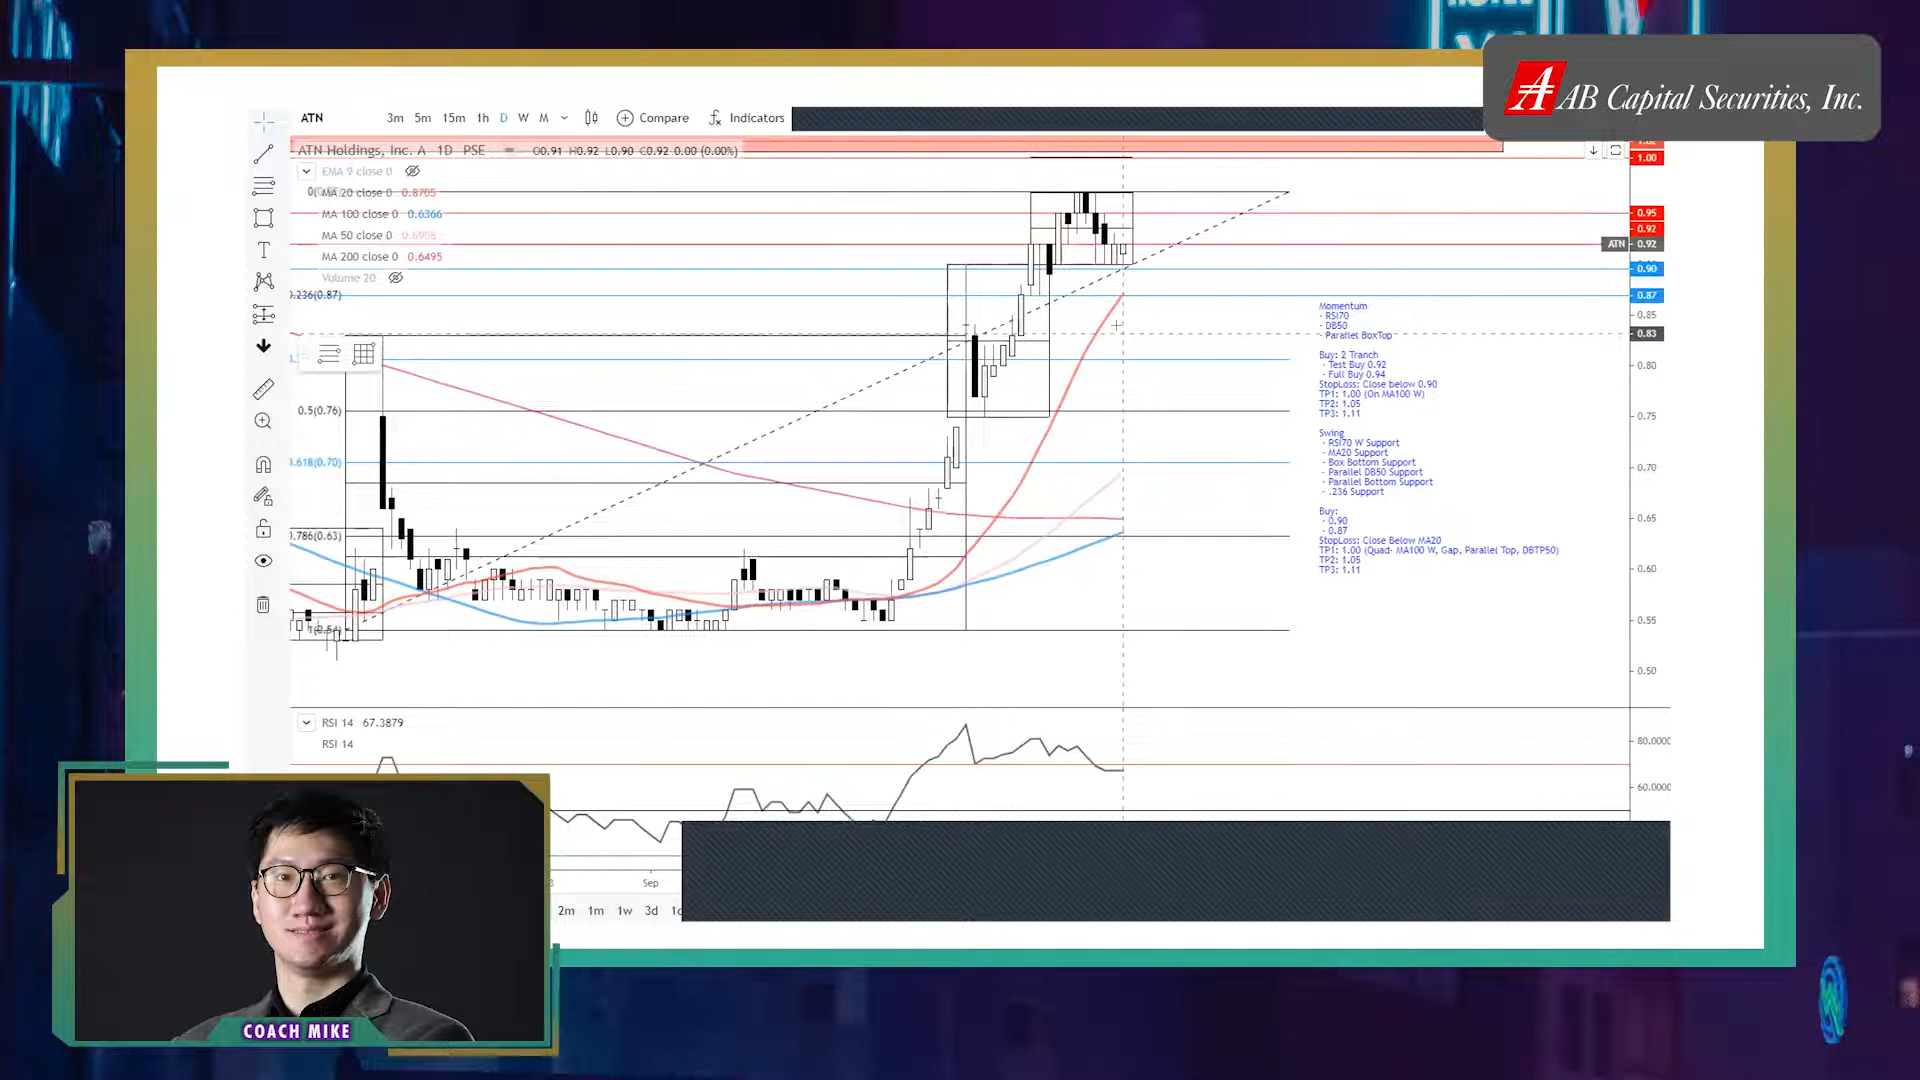 AB Capital Securities, Inc.
ATN 3m 5m 15m 1h D W M Compare Indicators
ATN Holdings, Inc. A 1D PSE O0.91 H0.92 L0.90 C0.92 0.00 (0.00%)
EMA 9 close 0
MA 20 close 0 0.8705
MA 100 close 0 0.6366
MA 50 close 0 0.6958
MA 200 close 0 0.6495
Volume 20
0.236(0.87)
0.5(0.76)
0.618(0.70)
0.786(0.63)
1(0.54)
1.00
0.95
0.92
ATN 0.92
0.90
0.87
0.85
0.83
0.80
0.75
0.70
0.65
0.60
0.55
0.50
Momentum
- RSI70
- DB50
- Parallel BoxTop
Buy: 2 Tranch
- Test Buy 0.92
- Full Buy 0.94
StopLoss: Close below 0.90
TP1: 1.00 (On MA100 W)
TP2: 1.05
TP3: 1.11
Swing
- RSI70 W Support
- MA20 Support
- Box Bottom Support
- Parallel DB50 Support
- Parallel Bottom Support
- .236 Support
Buy:
- 0.90
- 0.87
StopLoss: Close Below MA20
TP1: 1.00 (Quad- MA100 W, Gap, Parallel Top, DBTP50)
TP2: 1.05
TP3: 1.11
RSI 14 67.3879
RSI 14
80.0000
60.0000
Sep
2m 1m 1w 3d
COACH MIKE